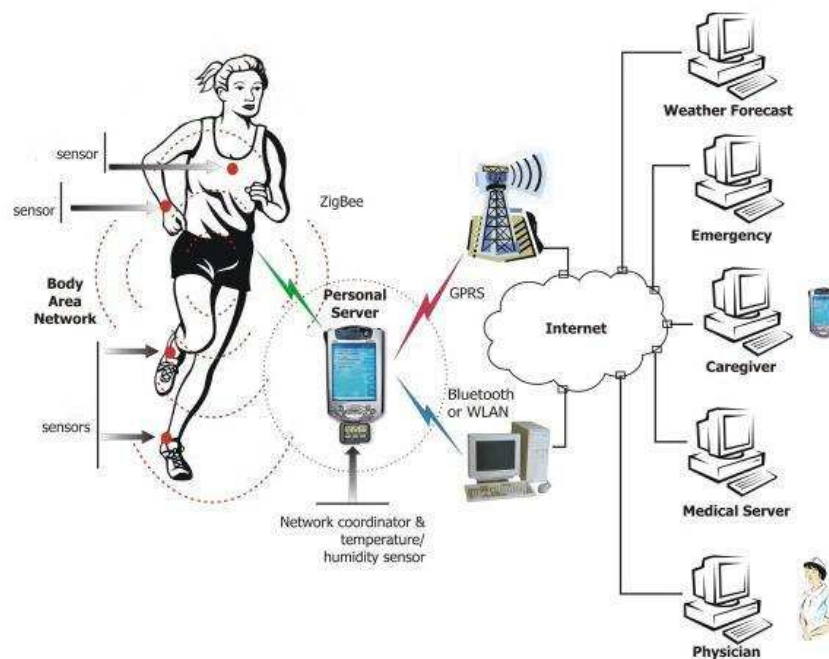 sensor
sensor
ZigBee
Body
Area
Network
Personal
Server
sensors
Network coordinator &
temperature/
humidity sensor
GPRS
Bluetooth
or WLAN
Internet
Weather Forecast
Emergency
Caregiver
Medical Server
Physician